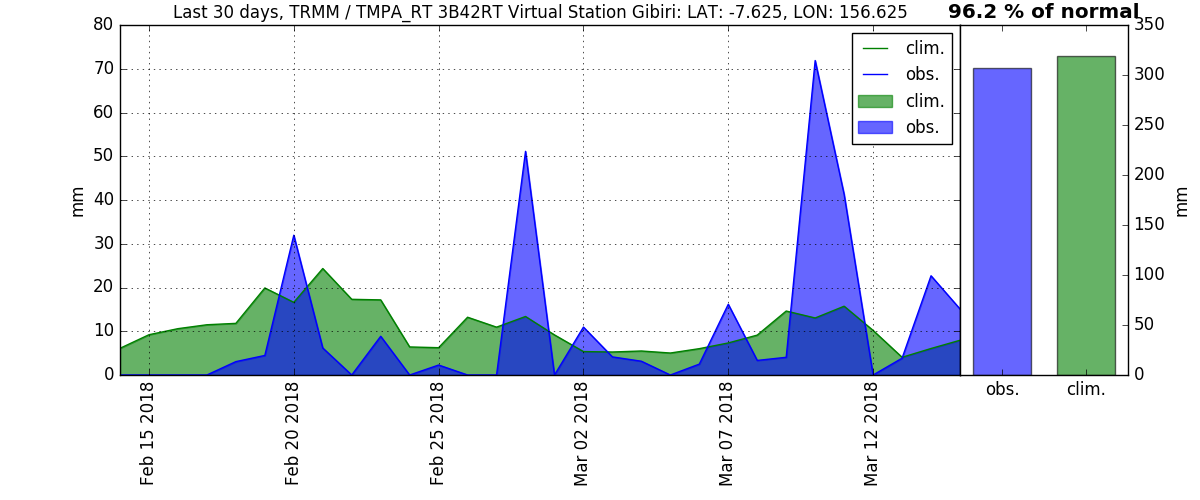 Last 30 days, TRMM / TMPA_RT 3B42RT Virtual Station Gibiri: LAT: -7.625, LON: 156.625
96.2 % of normal
80
70
60
50
40
30
20
10
0
mm
clim.
obs.
clim.
obs.
Feb 15 2018
Feb 20 2018
Feb 25 2018
Mar 02 2018
Mar 07 2018
Mar 12 2018
350
300
250
200
150
100
50
0
mm
obs.
clim.